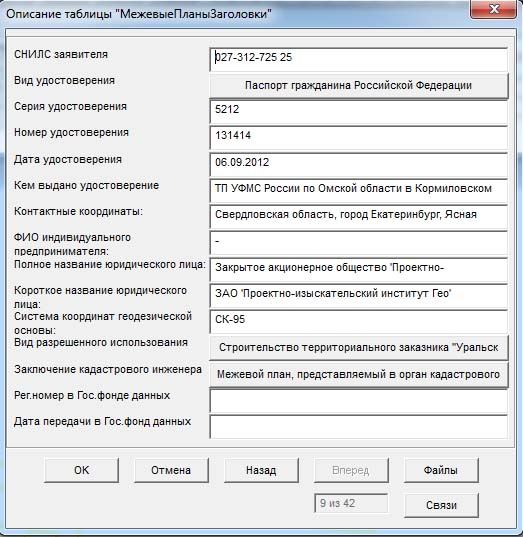 Описание таблицы "МежевыеПланыЗаголовки"
СНИЛС заявителя 027-312-725 25
Вид удостоверения Паспорт гражданина Российской Федерации
Серия удостоверения 5212
Номер удостоверения 131414
Дата удостоверения 06.09.2012
Кем выдано удостоверение ТП УФМС России по Омской области в Кормиловском
Контактные координаты: Свердловская область, город Екатеринбург, Ясная
ФИО индивидуального
предпринимателя: -
Полное название юридического лица: Закрытое акционерное общество 'Проектно-
Короткое название юридического
лица: ЗАО 'Проектно-изыскательский институт Гео'
Система координат геодезической
основы: СК-95
Вид разрешенного использования Строительство территориального заказника "Уральск
Заключение кадастрового инженера Межевой план, представляемый в орган кадастрового
Рег.номер в Гос.фонде данных
Дата передачи в Гос.фонд данных
OK Отмена Назад Вперед Файлы
9 из 42 Связи